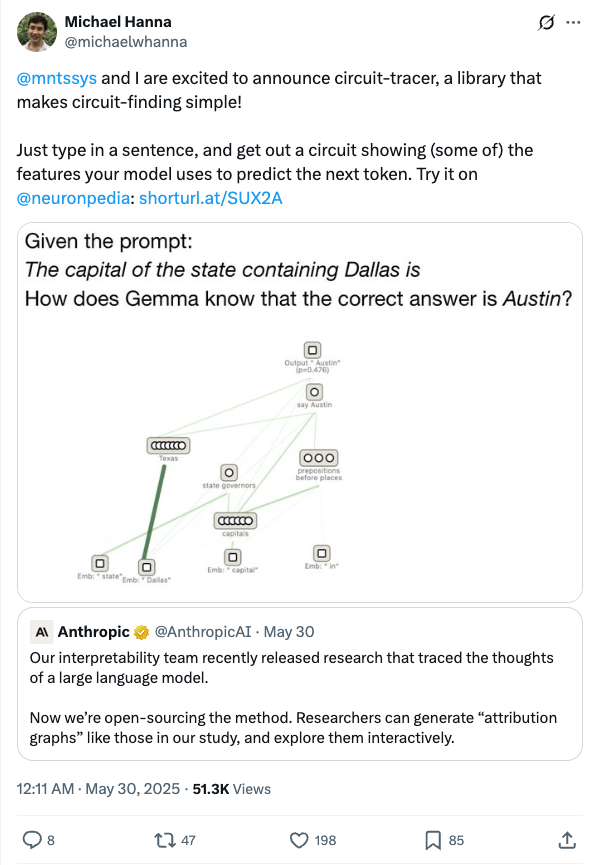 Michael Hanna
@michaelwhanna
@mntssys and I are excited to announce circuit-tracer, a library that
makes circuit-finding simple!
Just type in a sentence, and get out a circuit showing (some of) the
features your model uses to predict the next token. Try it on
@neuronpedia: shorturl.at/SUX2A
Given the prompt:
The capital of the state containing Dallas is
How does Gemma know that the correct answer is Austin?
Output " Austin"
(p=0.476)
say Austin
Texas
state governors
prepositions
before places
capitals
Emb: " state"
Emb: " Dallas"
Emb: " capital"
Emb: " in"
A\ Anthropic @AnthropicAI · May 30
Our interpretability team recently released research that traced the thoughts
of a large language model.
Now we're open-sourcing the method. Researchers can generate “attribution
graphs” like those in our study, and explore them interactively.
12:11 AM · May 30, 2025 · 51.3K Views
8 47 198 85